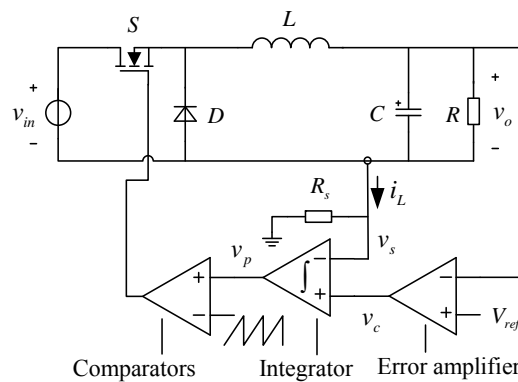 S
L
+
v_in
−
D
+
C
R
+
v_o
−
R_s
i_L
v_p
v_s
+
−
∫
−
+
v_c
−
+
V_ref
Comparators
Integrator
Error amplifier